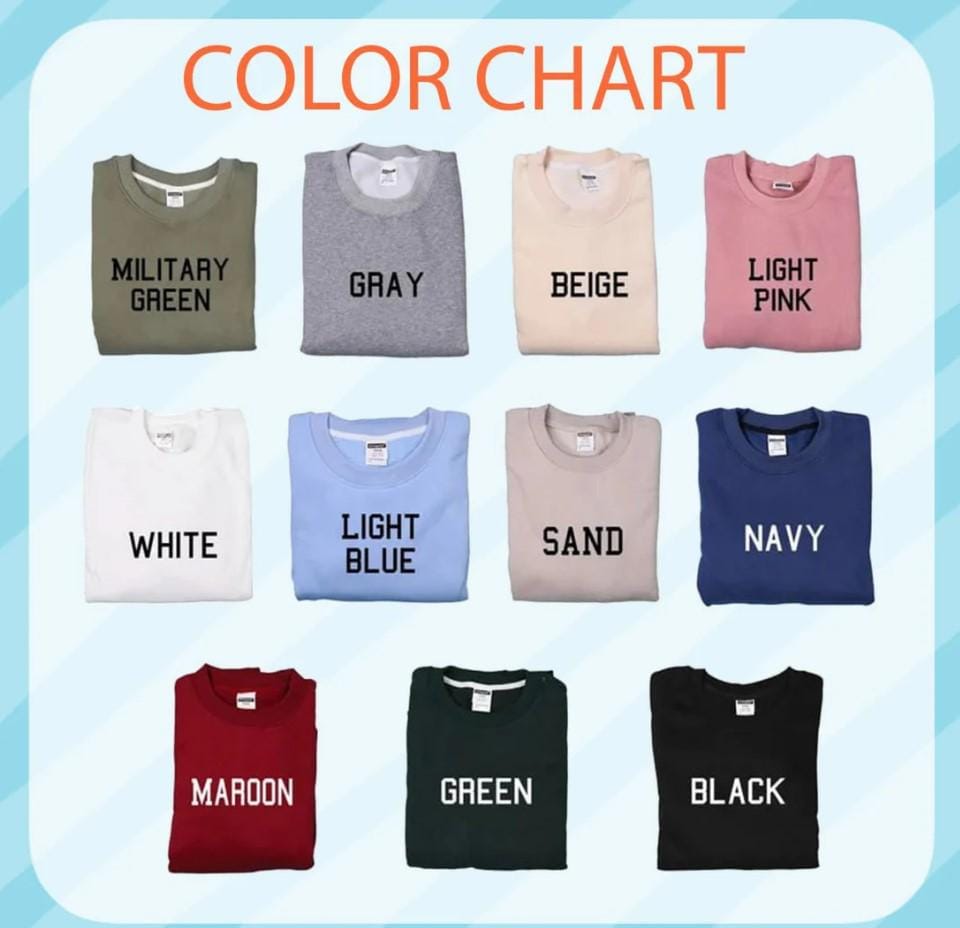 COLOR CHART
MILITARY
GREEN
GRAY
BEIGE
LIGHT
PINK
WHITE
LIGHT
BLUE
SAND
NAVY
MAROON
GREEN
BLACK